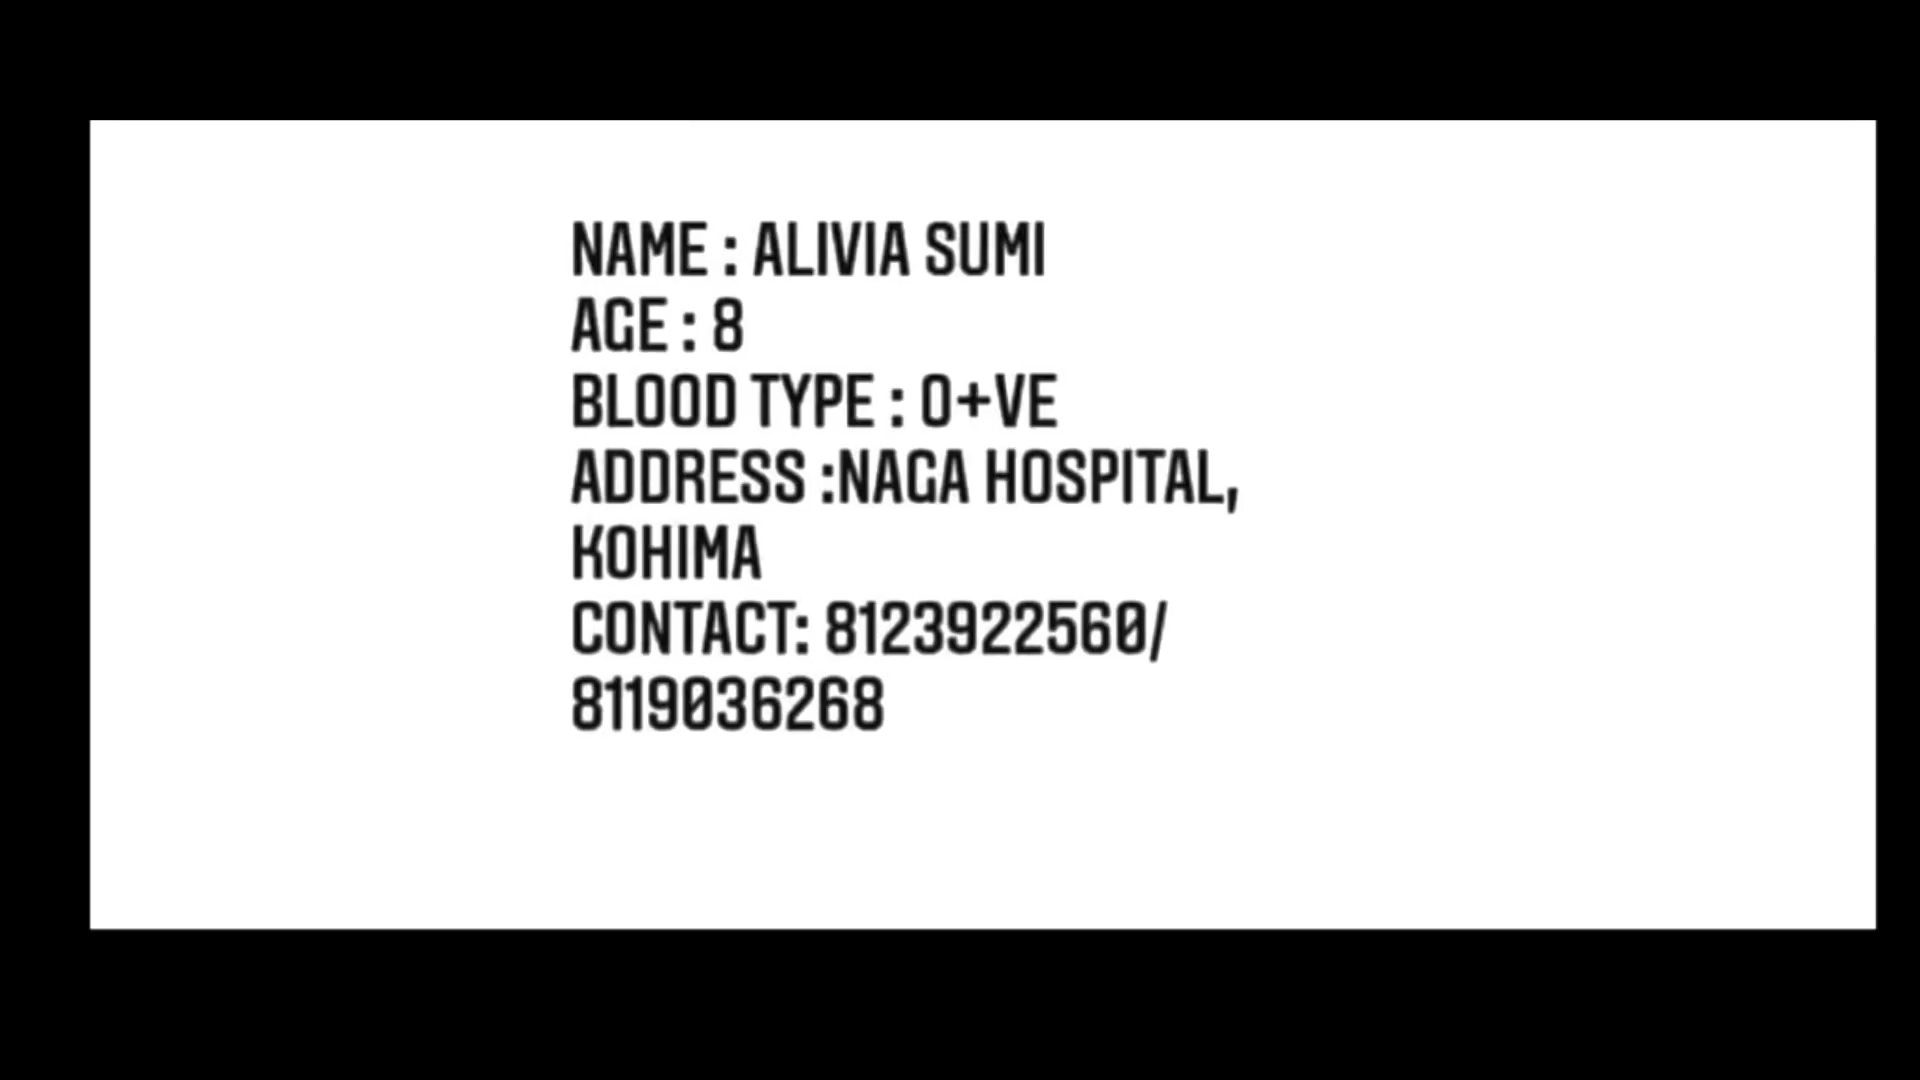 NAME : ALIVIA SUMI
AGE : 8
BLOOD TYPE : O+VE
ADDRESS :NAGA HOSPITAL,
KOHIMA
CONTACT: 8123922560/
8119036268